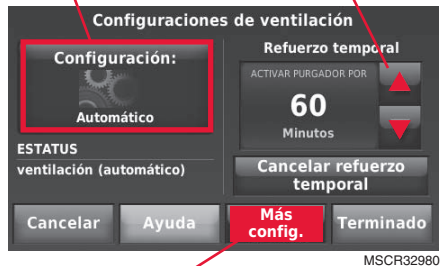 Configuraciones de ventilación
Configuración:
Automático
ESTATUS
ventilación (automático)
Refuerzo temporal
ACTIVAR PURGADOR POR
60
Minutos
Cancelar refuerzo
temporal
Cancelar
Ayuda
Más
config.
Terminado
MSCR32980